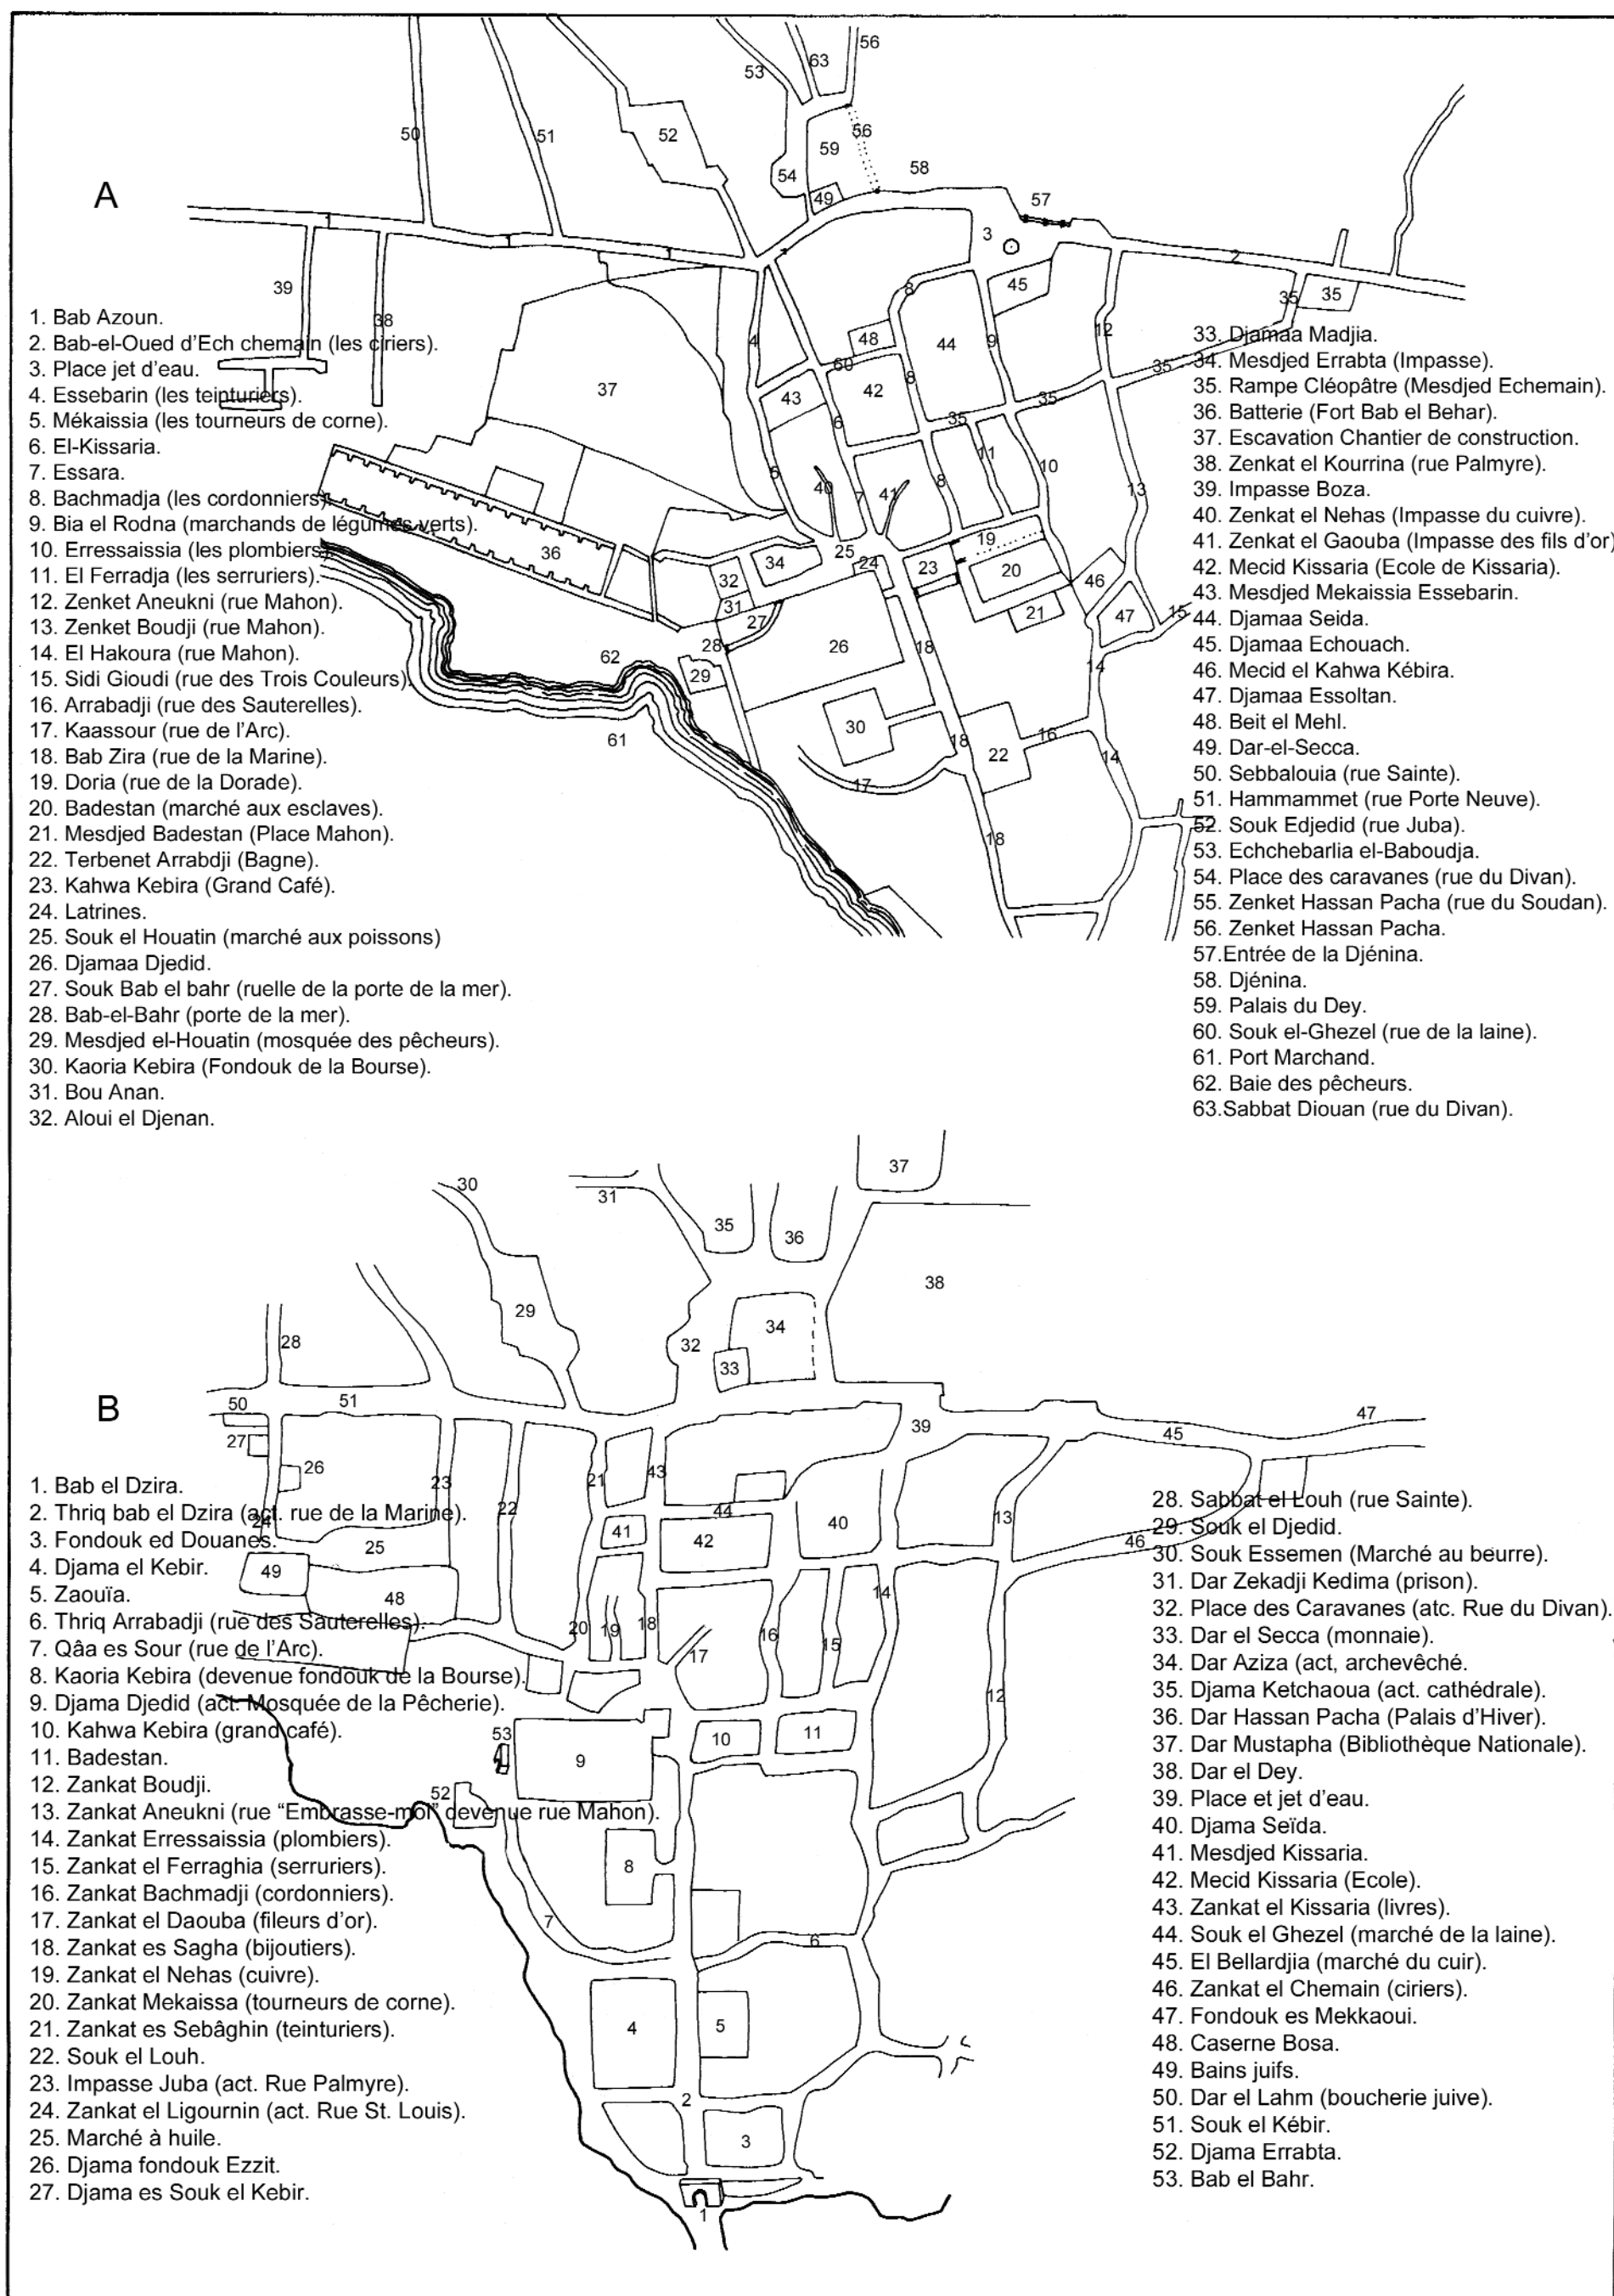 A
1. Bab Azoun.
2. Bab-el-Oued d'Ech chemain (les ciriers).
3. Place jet d'eau.
4. Essebarin (les teinturiers).
5. Mékaissia (les tourneurs de corne).
6. El-Kissaria.
7. Essara.
8. Bachmadja (les cordonniers).
9. Bia el Rodna (marchands de légumes verts).
10. Erressaissia (les plombiers).
11. El Ferradja (les serruriers).
12. Zenket Aneukni (rue Mahon).
13. Zenket Boudji (rue Mahon).
14. El Hakoura (rue Mahon).
15. Sidi Gioudi (rue des Trois Couleurs).
16. Arrabadji (rue des Sauterelles).
17. Kaassour (rue de l'Arc).
18. Bab Zira (rue de la Marine).
19. Doria (rue de la Dorade).
20. Badestan (marché aux esclaves).
21. Mesdjed Badestan (Place Mahon).
22. Terbenet Arrabdji (Bagne).
23. Kahwa Kebira (Grand Café).
24. Latrines.
25. Souk el Houatin (marché aux poissons)
26. Djamaa Djedid.
27. Souk Bab el bahr (ruelle de la porte de la mer).
28. Bab-el-Bahr (porte de la mer).
29. Mesdjed el-Houatin (mosquée des pêcheurs).
30. Kaoria Kebira (Fondouk de la Bourse).
31. Bou Anan.
32. Aloui el Djenan.
33. Djamaa Madjia.
34. Mesdjed Errabta (Impasse).
35. Rampe Cléopâtre (Mesdjed Echemain).
36. Batterie (Fort Bab el Behar).
37. Escavation Chantier de construction.
38. Zenkat el Kourrina (rue Palmyre).
39. Impasse Boza.
40. Zenkat el Nehas (Impasse du cuivre).
41. Zenkat el Gaouba (Impasse des fils d'or)
42. Mecid Kissaria (Ecole de Kissaria).
43. Mesdjed Mekaissia Essebarin.
44. Djamaa Seida.
45. Djamaa Echouach.
46. Mecid el Kahwa Kébira.
47. Djamaa Essoltan.
48. Beit el Mehl.
49. Dar-el-Secca.
50. Sebbalouia (rue Sainte).
51. Hammammet (rue Porte Neuve).
52. Souk Edjedid (rue Juba).
53. Echchebarlia el-Baboudja.
54. Place des caravanes (rue du Divan).
55. Zenket Hassan Pacha (rue du Soudan).
56. Zenket Hassan Pacha.
57.Entrée de la Djénina.
58. Djénina.
59. Palais du Dey.
60. Souk el-Ghezel (rue de la laine).
61. Port Marchand.
62. Baie des pêcheurs.
63.Sabbat Diouan (rue du Divan).
B
1. Bab el Dzira.
2. Thriq bab el Dzira (act. rue de la Marine).
3. Fondouk ed Douanes.
4. Djama el Kebir.
5. Zaouïa.
6. Thriq Arrabadji (rue des Sauterelles).
7. Qâa es Sour (rue de l'Arc).
8. Kaoria Kebira (devenue fondouk de la Bourse).
9. Djama Djedid (act. Mosquée de la Pêcherie).
10. Kahwa Kebira (grand café).
11. Badestan.
12. Zankat Boudji.
13. Zankat Aneukni (rue "Embrasse-moi" devenue rue Mahon).
14. Zankat Erressaissia (plombiers).
15. Zankat el Ferraghia (serruriers).
16. Zankat Bachmadji (cordonniers).
17. Zankat el Daouba (fileurs d'or).
18. Zankat es Sagha (bijoutiers).
19. Zankat el Nehas (cuivre).
20. Zankat Mekaissa (tourneurs de corne).
21. Zankat es Sebâghin (teinturiers).
22. Souk el Louh.
23. Impasse Juba (act. Rue Palmyre).
24. Zankat el Ligournin (act. Rue St. Louis).
25. Marché à huile.
26. Djama fondouk Ezzit.
27. Djama es Souk el Kebir.
28. Sabbat el Louh (rue Sainte).
29. Souk el Djedid.
30. Souk Essemen (Marché au beurre).
31. Dar Zekadji Kedima (prison).
32. Place des Caravanes (atc. Rue du Divan).
33. Dar el Secca (monnaie).
34. Dar Aziza (act, archevêché.
35. Djama Ketchaoua (act. cathédrale).
36. Dar Hassan Pacha (Palais d'Hiver).
37. Dar Mustapha (Bibliothèque Nationale).
38. Dar el Dey.
39. Place et jet d'eau.
40. Djama Seïda.
41. Mesdjed Kissaria.
42. Mecid Kissaria (Ecole).
43. Zankat el Kissaria (livres).
44. Souk el Ghezel (marché de la laine).
45. El Bellardjia (marché du cuir).
46. Zankat el Chemain (ciriers).
47. Fondouk es Mekkaoui.
48. Caserne Bosa.
49. Bains juifs.
50. Dar el Lahm (boucherie juive).
51. Souk el Kébir.
52. Djama Errabta.
53. Bab el Bahr.